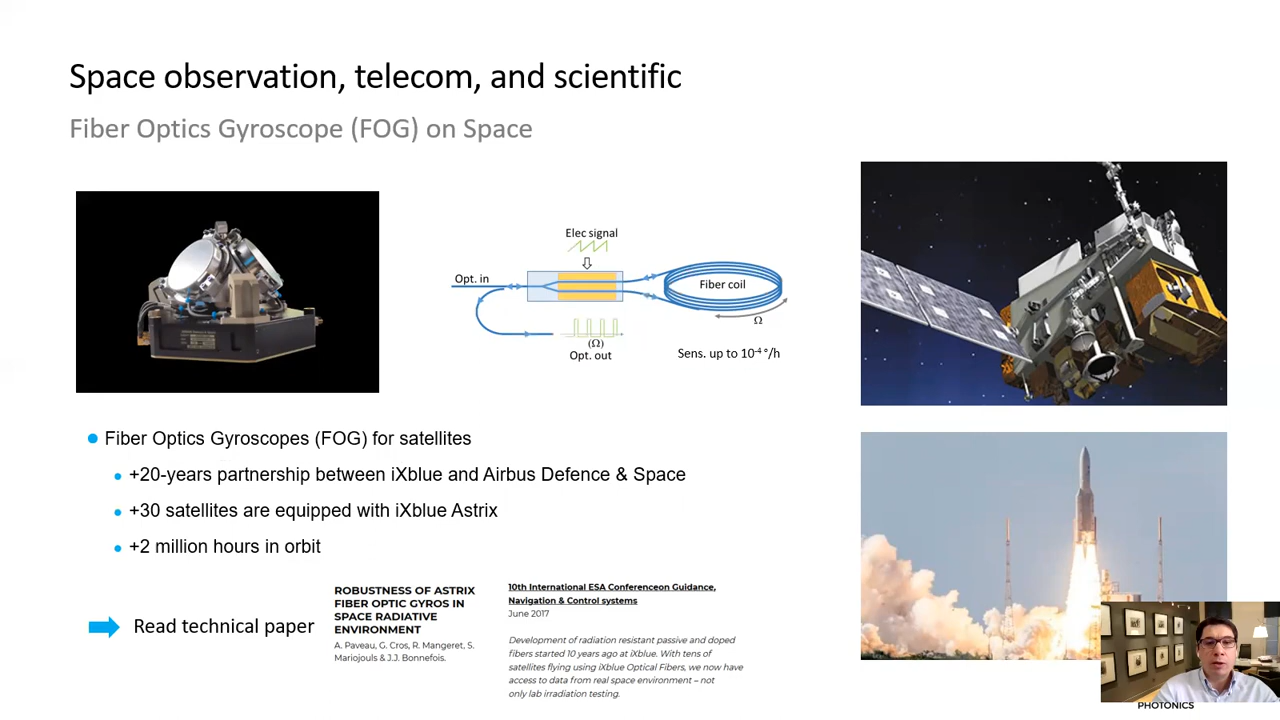 Space observation, telecom, and scientific
Fiber Optics Gyroscope (FOG) on Space
Elec signal
Opt. in
Fiber coil
Ω
(Ω)
Opt. out
Sens. up to 10⁻⁴ °/h
Fiber Optics Gyroscopes (FOG) for satellites
+20-years partnership between iXblue and Airbus Defence & Space
+30 satellites are equipped with iXblue Astrix
+2 million hours in orbit
Read technical paper
ROBUSTNESS OF ASTRIX
FIBER OPTIC GYROS IN
SPACE RADIATIVE
ENVIRONMENT
A. Paveau, G. Cros, R. Mangeret, S.
Mariojouls & J.J. Bonnefois.
10th International ESA Conferenceon Guidance,
Navigation & Control systems
June 2017
Development of radiation resistant passive and doped
fibers started 10 years ago at iXblue. With tens of
satellites flying using iXblue Optical Fibers, we now have
access to data from real space environment – not
only lab irradiation testing.
PHOTONICS